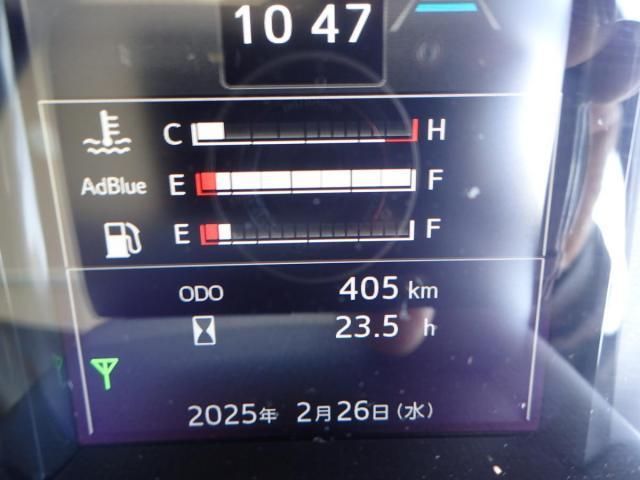 10 47
C H
AdBlue E F
E F
ODO 405 km
23.5 h
2025年 2月26日(水)